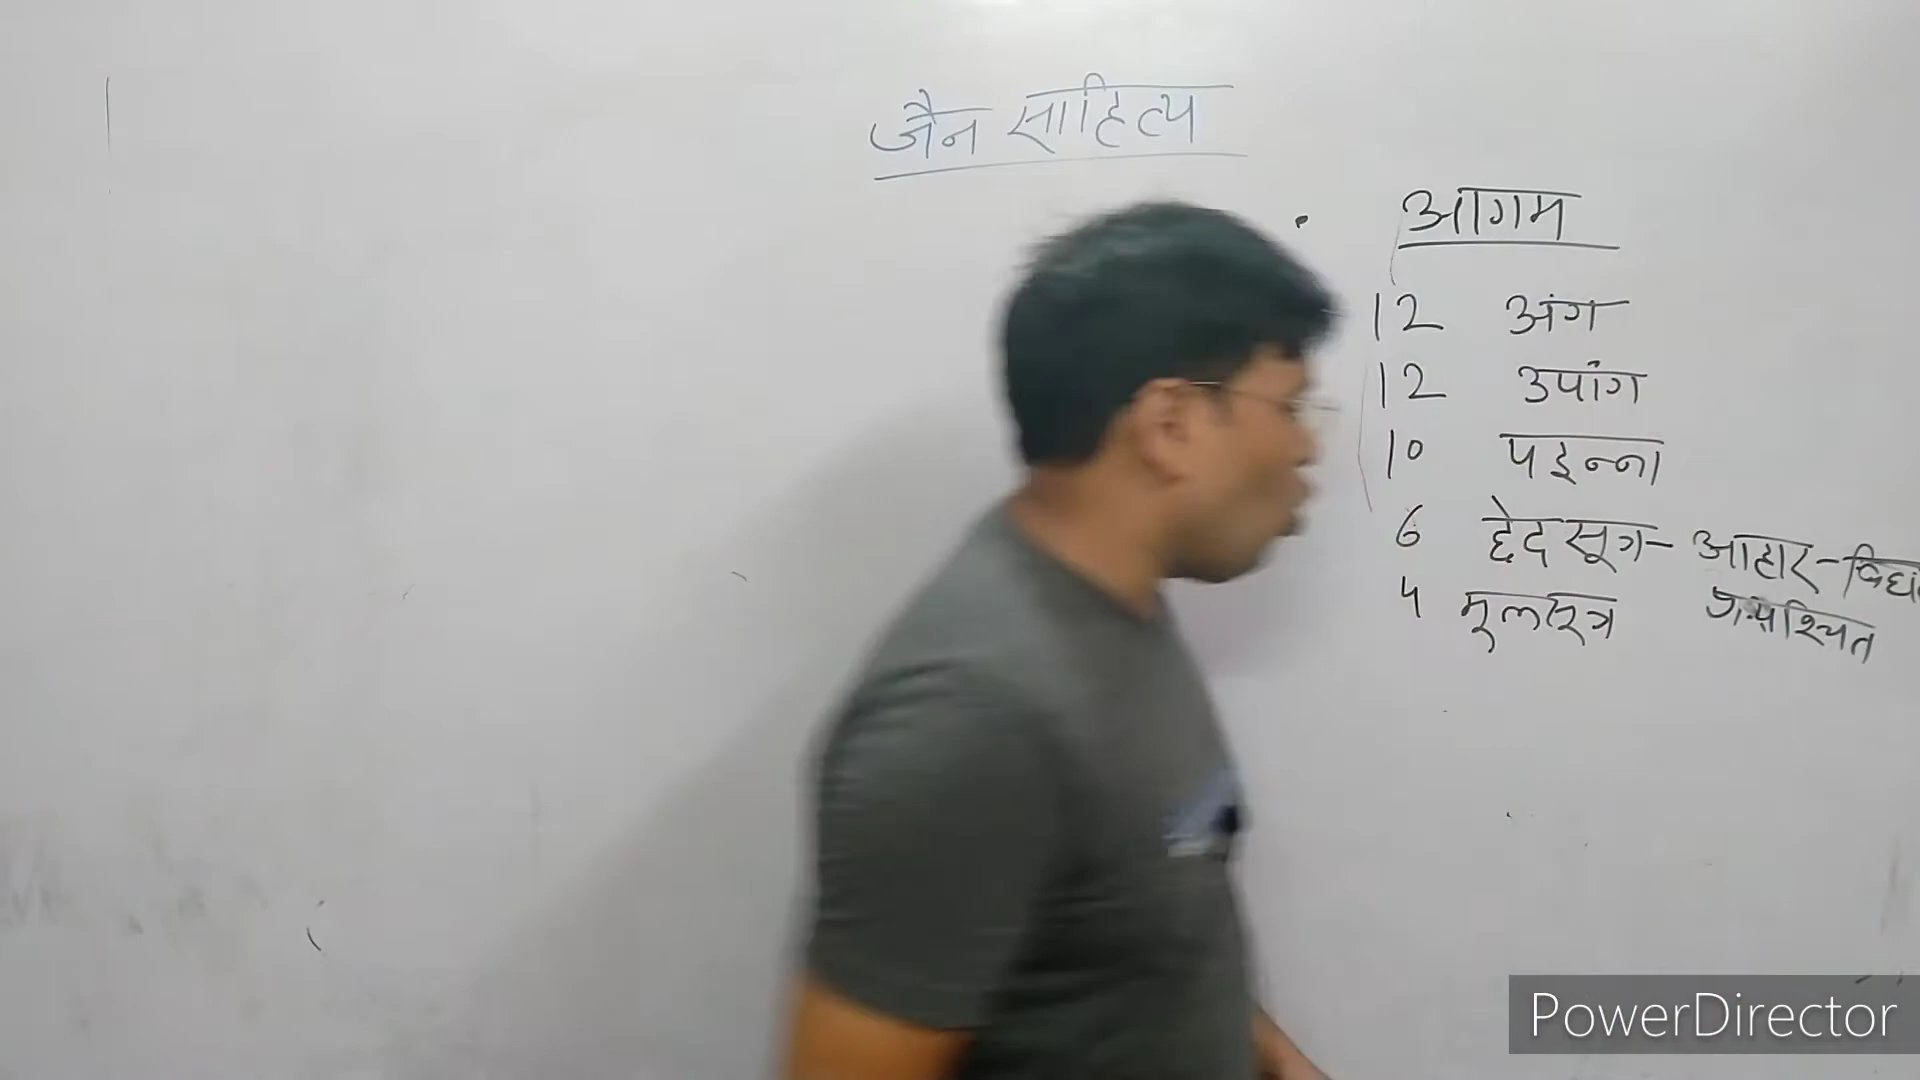 जैन साहित्य
आगम
12 अंग
12 उपांग
10 पइन्ना
6 छेदसूत्र - आहार -
4 मूलसूत्र
PowerDirector